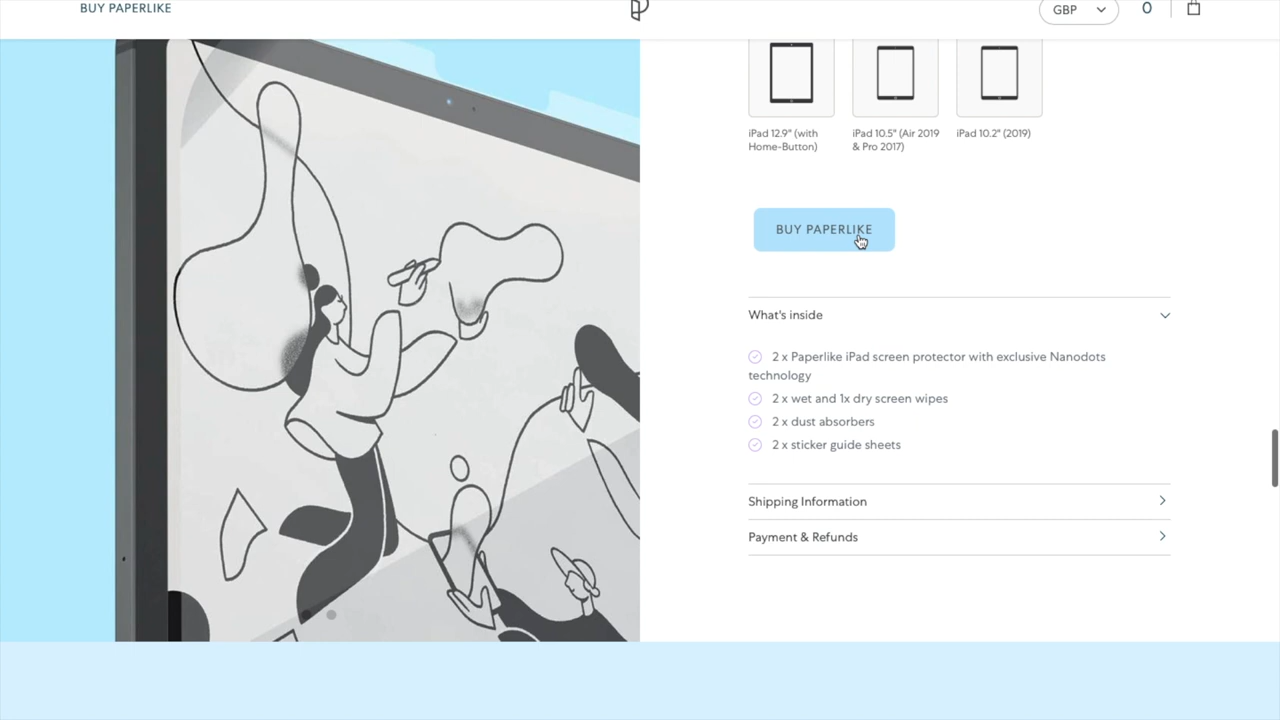 BUY PAPERLIKE
GBP
0
iPad 12.9" (with
Home-Button)
iPad 10.5" (Air 2019
& Pro 2017)
iPad 10.2" (2019)
BUY PAPERLIKE
What's inside
2 x Paperlike iPad screen protector with exclusive Nanodots
technology
2 x wet and 1x dry screen wipes
2 x dust absorbers
2 x sticker guide sheets
Shipping Information
Payment & Refunds